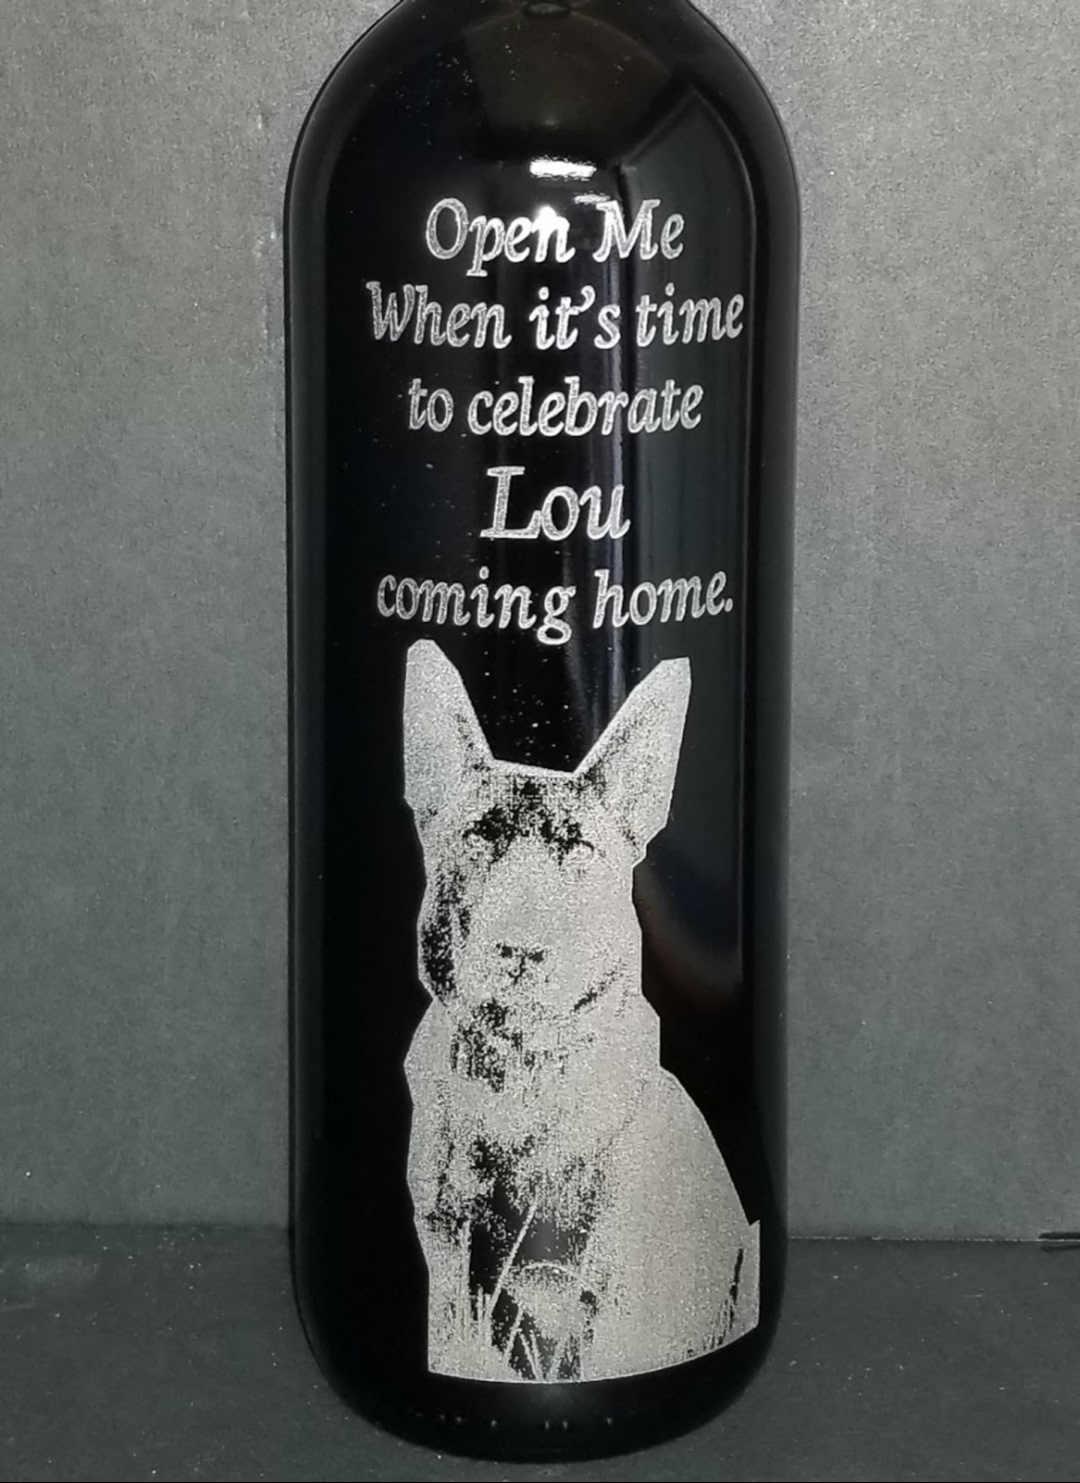 Open Me
When it's time
to celebrate
Lou
coming home.